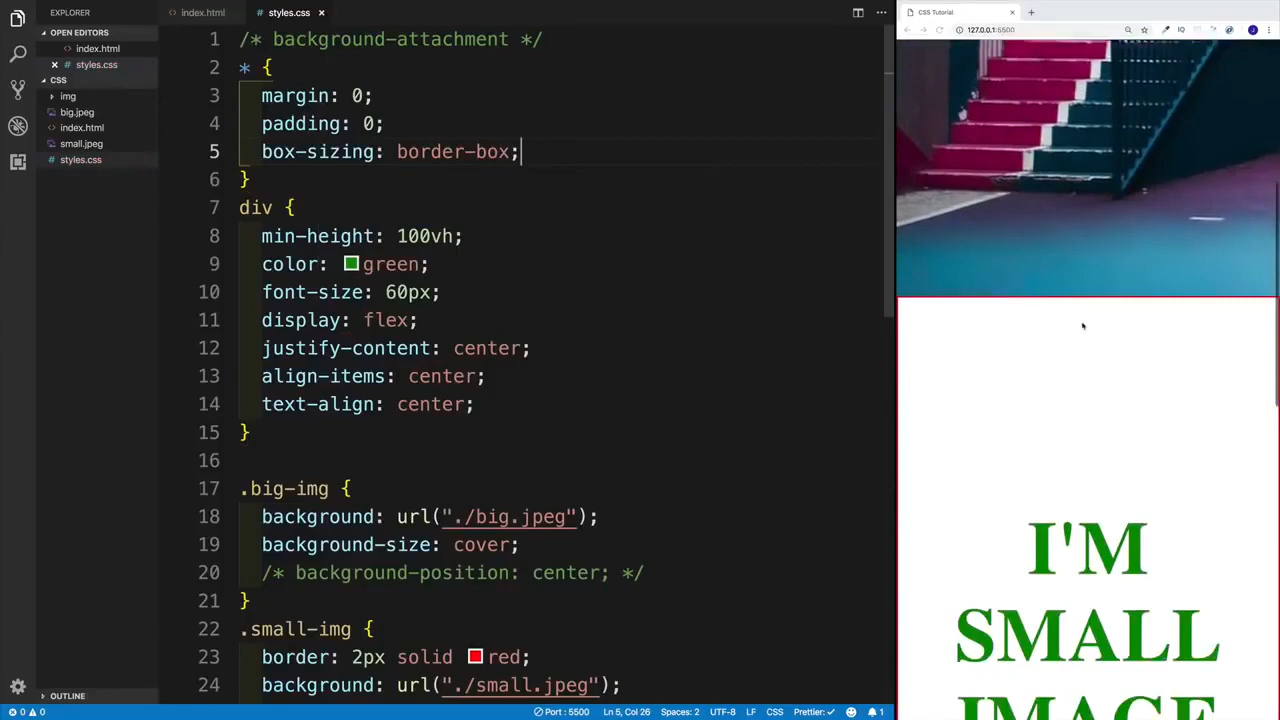 EXPLORER
OPEN EDITORS
index.html
styles.css
CSS
img
big.jpeg
index.html
small.jpeg
styles.css
OUTLINE
index.html
styles.css
1 /* background-attachment */
2 * {
3 margin: 0;
4 padding: 0;
5 box-sizing: border-box;
6 }
7 div {
8 min-height: 100vh;
9 color: green;
10 font-size: 60px;
11 display: flex;
12 justify-content: center;
13 align-items: center;
14 text-align: center;
15 }
16
17 .big-img {
18 background: url("./big.jpeg");
19 background-size: cover;
20 /* background-position: center; */
21 }
22 .small-img {
23 border: 2px solid red;
24 background: url("./small.jpeg");
0 0
Port : 5500
Ln 5, Col 26
Spaces: 2
UTF-8
LF
CSS
Prettier: ✓
1
CSS Tutorial
127.0.0.1:5500
I'M
SMALL
IMAGE